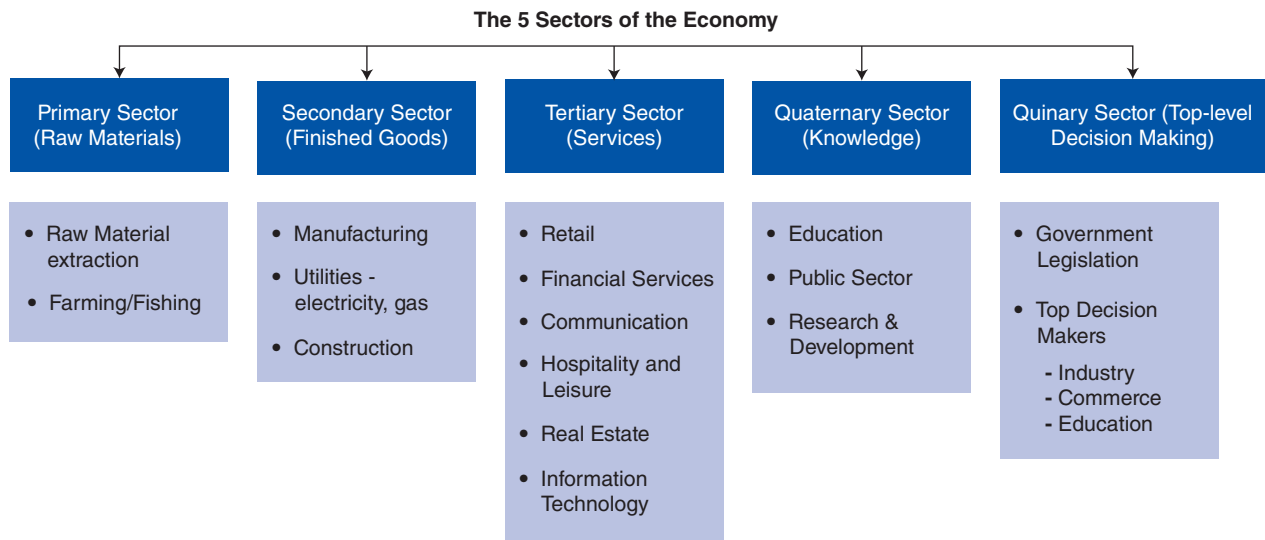 The 5 Sectors of the Economy
Primary Sector
(Raw Materials)
• Raw Material
extraction
• Farming/Fishing
Secondary Sector
(Finished Goods)
• Manufacturing
• Utilities -
electricity, gas
• Construction
Tertiary Sector
(Services)
• Retail
• Financial Services
• Communication
• Hospitality and
Leisure
• Real Estate
• Information
Technology
Quaternary Sector
(Knowledge)
• Education
• Public Sector
• Research &
Development
Quinary Sector (Top-level
Decision Making)
• Government
Legislation
• Top Decision
Makers
- Industry
- Commerce
- Education